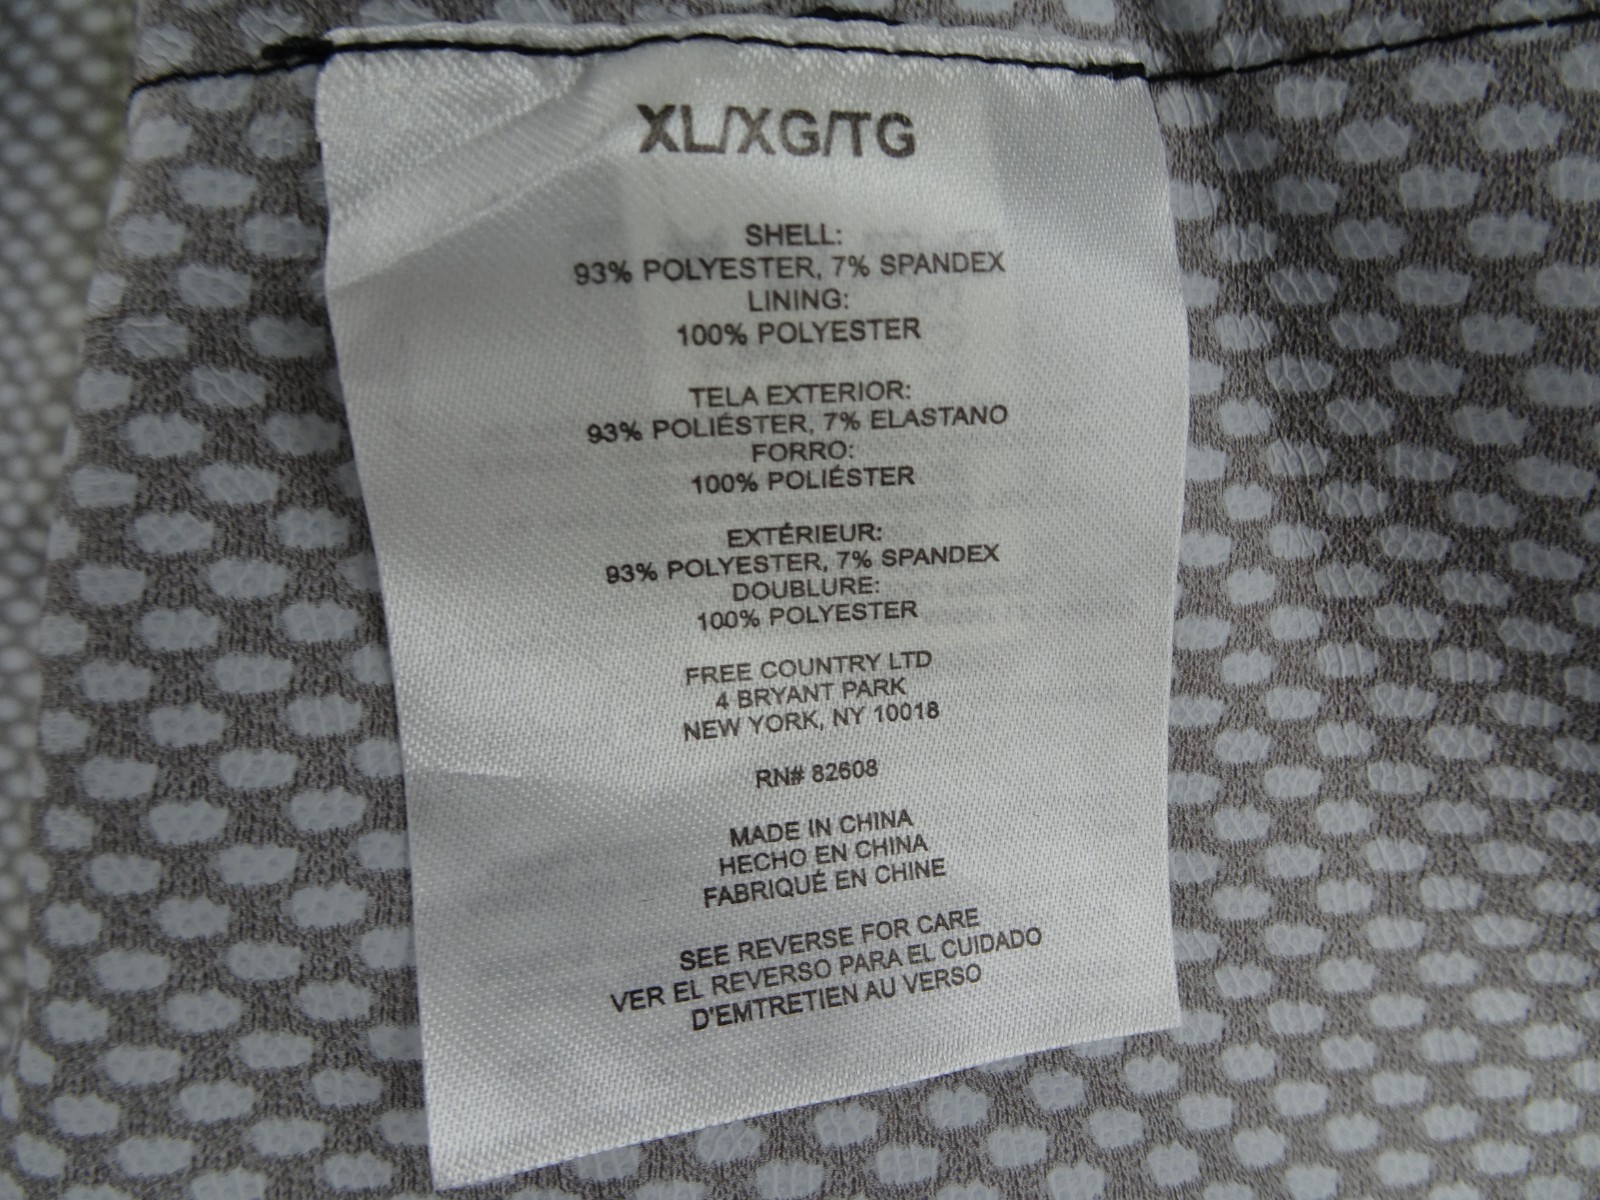 XL/XG/TG
SHELL:
93% POLYESTER, 7% SPANDEX
LINING:
100% POLYESTER
TELA EXTERIOR:
93% POLIÉSTER, 7% ELASTANO
FORRO:
100% POLIÉSTER
EXTÉRIEUR:
93% POLYESTER, 7% SPANDEX
DOUBLURE:
100% POLYESTER
FREE COUNTRY LTD
4 BRYANT PARK
NEW YORK, NY 10018
RN# 82608
MADE IN CHINA
HECHO EN CHINA
FABRIQUÉ EN CHINE
SEE REVERSE FOR CARE
VER EL REVERSO PARA EL CUIDADO
D'EMTRETIEN AU VERSO